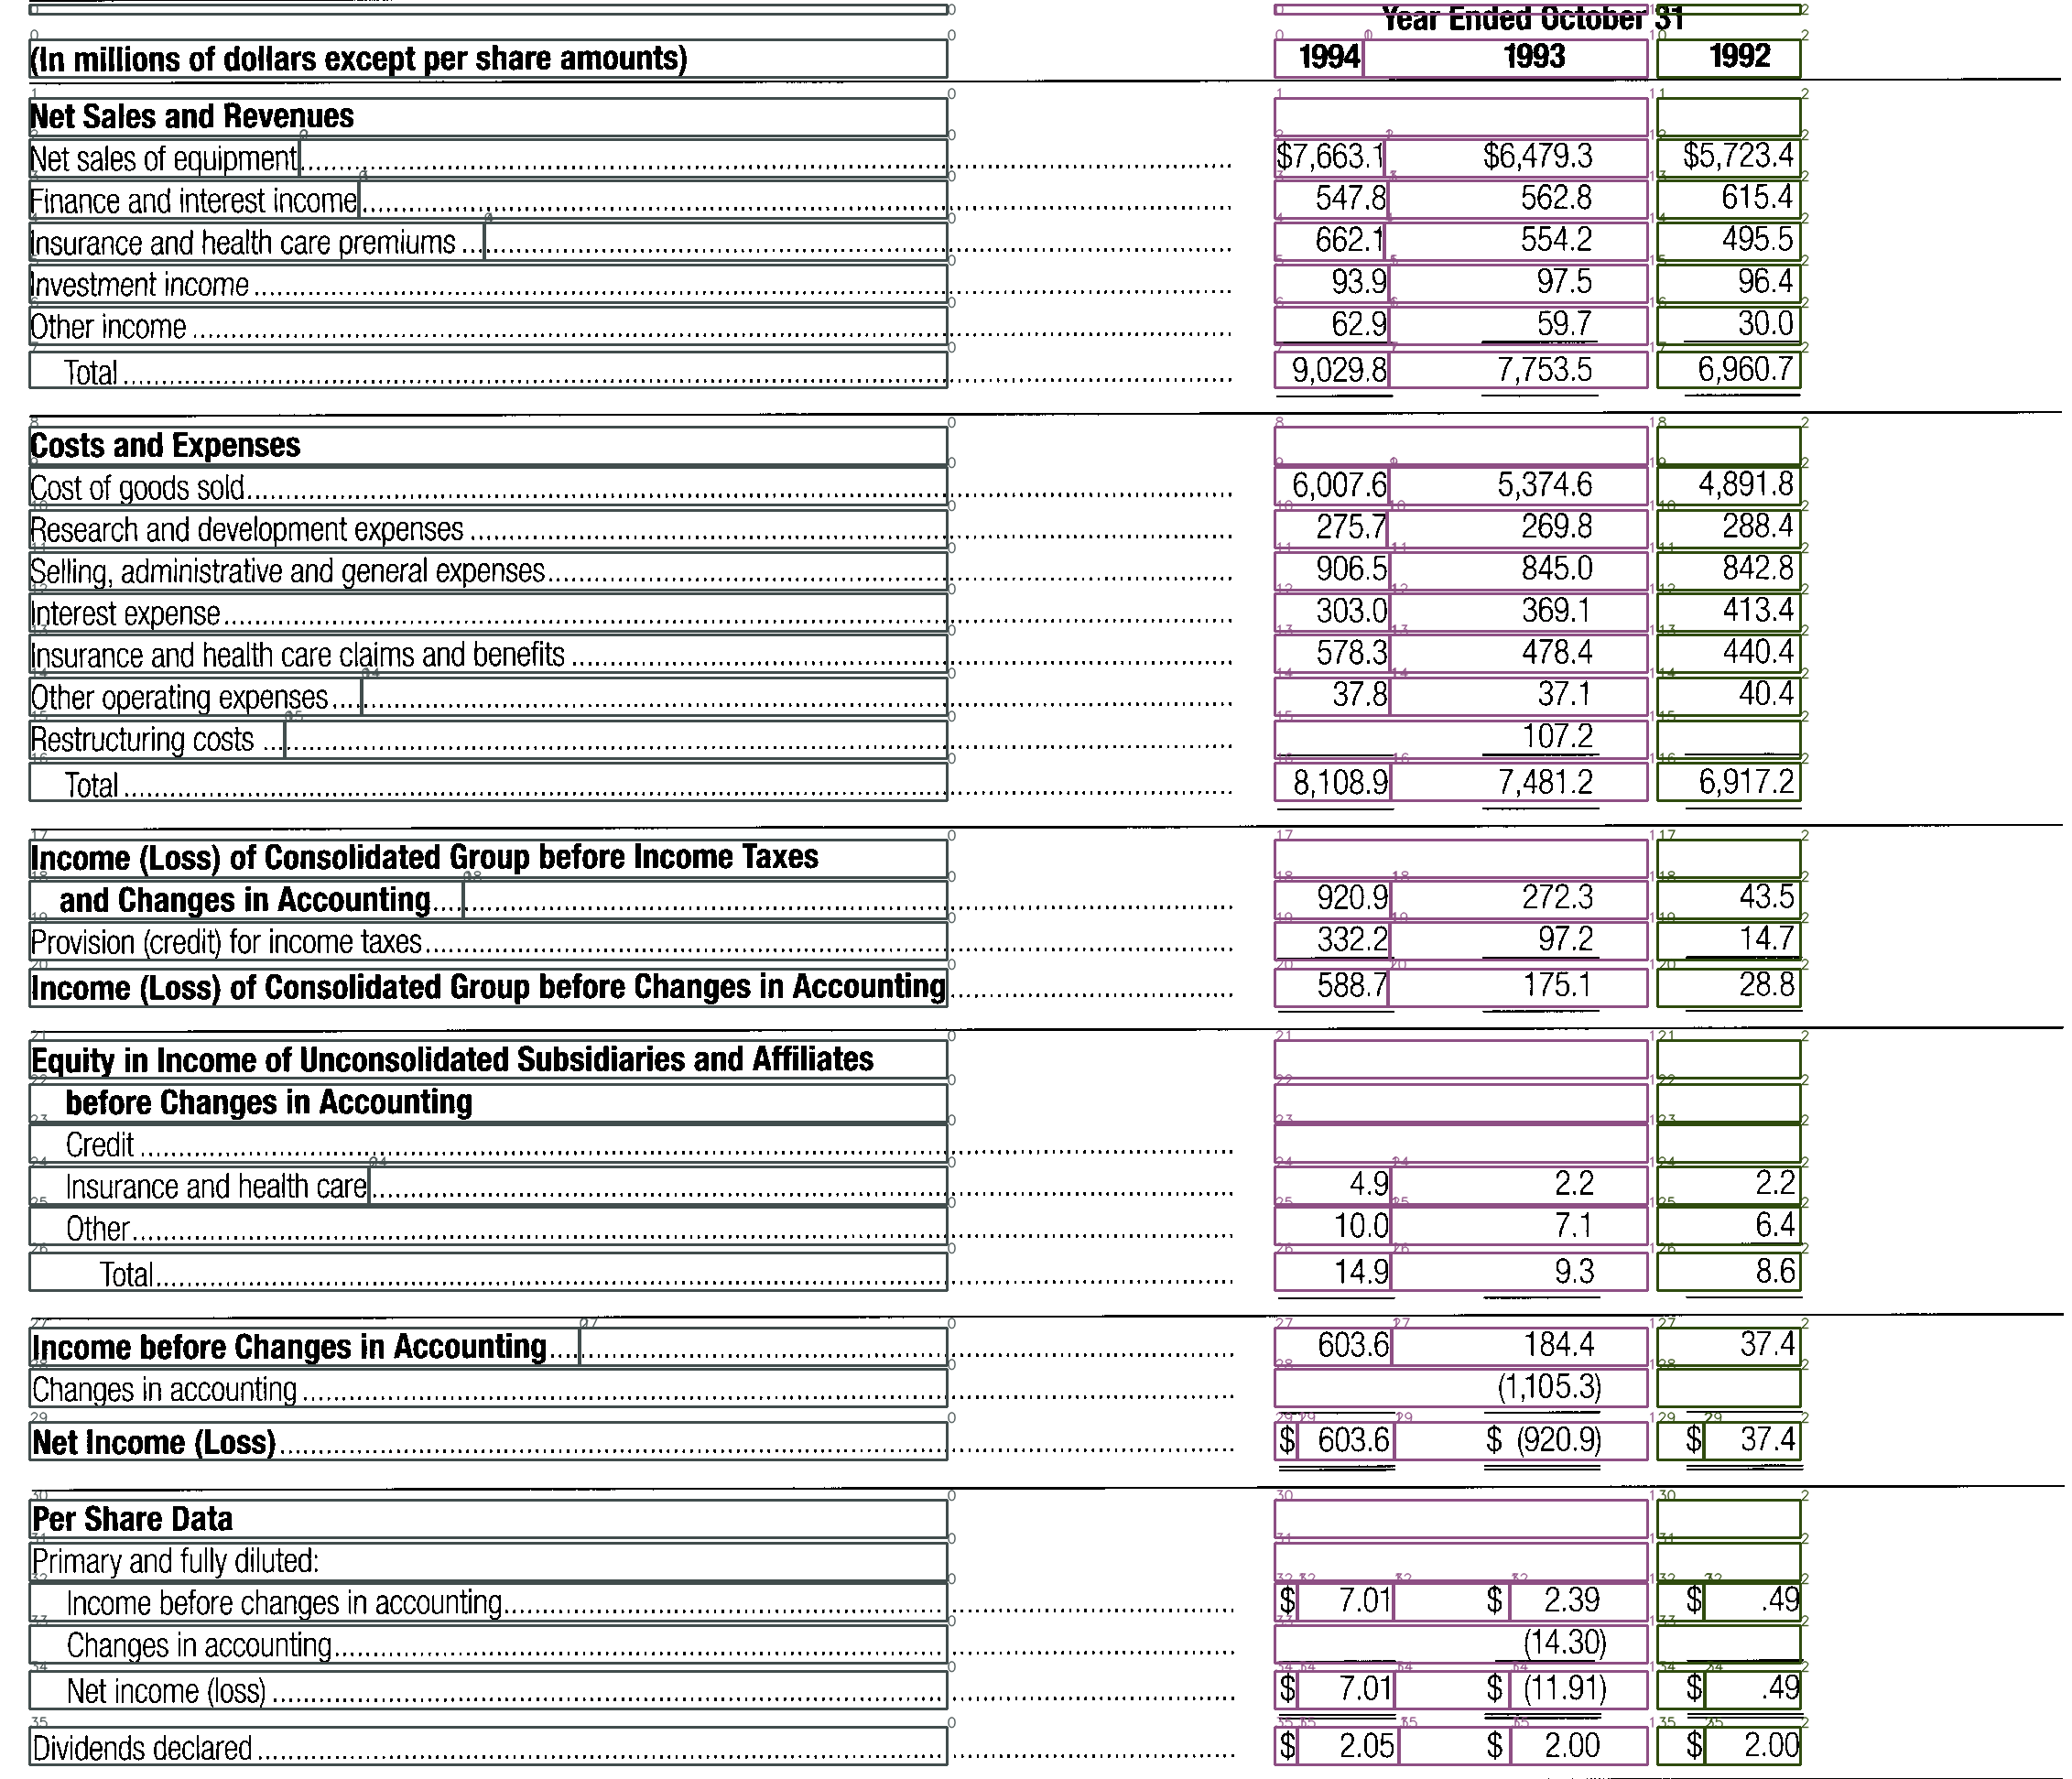 Year Ended October 31
(In millions of dollars except per share amounts) 1994 1993 1992
Net Sales and Revenues
Net sales of equipment $7,663.1 $6,479.3 $5,723.4
Finance and interest income 547.8 562.8 615.4
Insurance and health care premiums 662.1 554.2 495.5
Investment income 93.9 97.5 96.4
Other income 62.9 59.7 30.0
Total 9,029.8 7,753.5 6,960.7
Costs and Expenses
Cost of goods sold 6,007.6 5,374.6 4,891.8
Research and development expenses 275.7 269.8 288.4
Selling, administrative and general expenses 906.5 845.0 842.8
Interest expense 303.0 369.1 413.4
Insurance and health care claims and benefits 578.3 478.4 440.4
Other operating expenses 37.8 37.1 40.4
Restructuring costs 107.2
Total 8,108.9 7,481.2 6,917.2
Income (Loss) of Consolidated Group before Income Taxes
and Changes in Accounting 920.9 272.3 43.5
Provision (credit) for income taxes 332.2 97.2 14.7
Income (Loss) of Consolidated Group before Changes in Accounting 588.7 175.1 28.8
Equity in Income of Unconsolidated Subsidiaries and Affiliates
before Changes in Accounting
Credit
Insurance and health care 4.9 2.2 2.2
Other 10.0 7.1 6.4
Total 14.9 9.3 8.6
Income before Changes in Accounting 603.6 184.4 37.4
Changes in accounting (1,105.3)
Net Income (Loss) $ 603.6 $ (920.9) $ 37.4
Per Share Data
Primary and fully diluted:
Income before changes in accounting $ 7.01 $ 2.39 $ .49
Changes in accounting (14.30)
Net income (loss) $ 7.01 $ (11.91) $ .49
Dividends declared $ 2.05 $ 2.00 $ 2.00